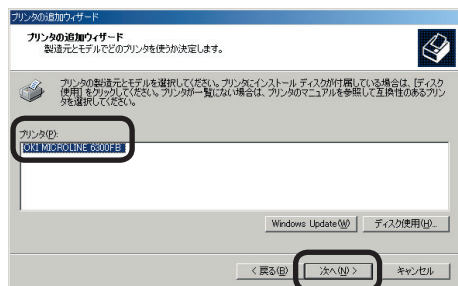 プリンタの追加ウィザード
プリンタの追加ウィザード
製造元とモデルでどのプリンタを使うか決定します。
プリンタの製造元とモデルを選択してください。プリンタにインストール ディスクが付属している場合は、[ディスク
使用] をクリックしてください。プリンタが一覧にない場合は、プリンタのマニュアルを参照して互換性のあるプリン
タを選択してください。
プリンタ(P):
OKI MICROLINE 6300FB
Windows Update(W)
ディスク使用(H)...
< 戻る(B)
次へ(N) >
キャンセル